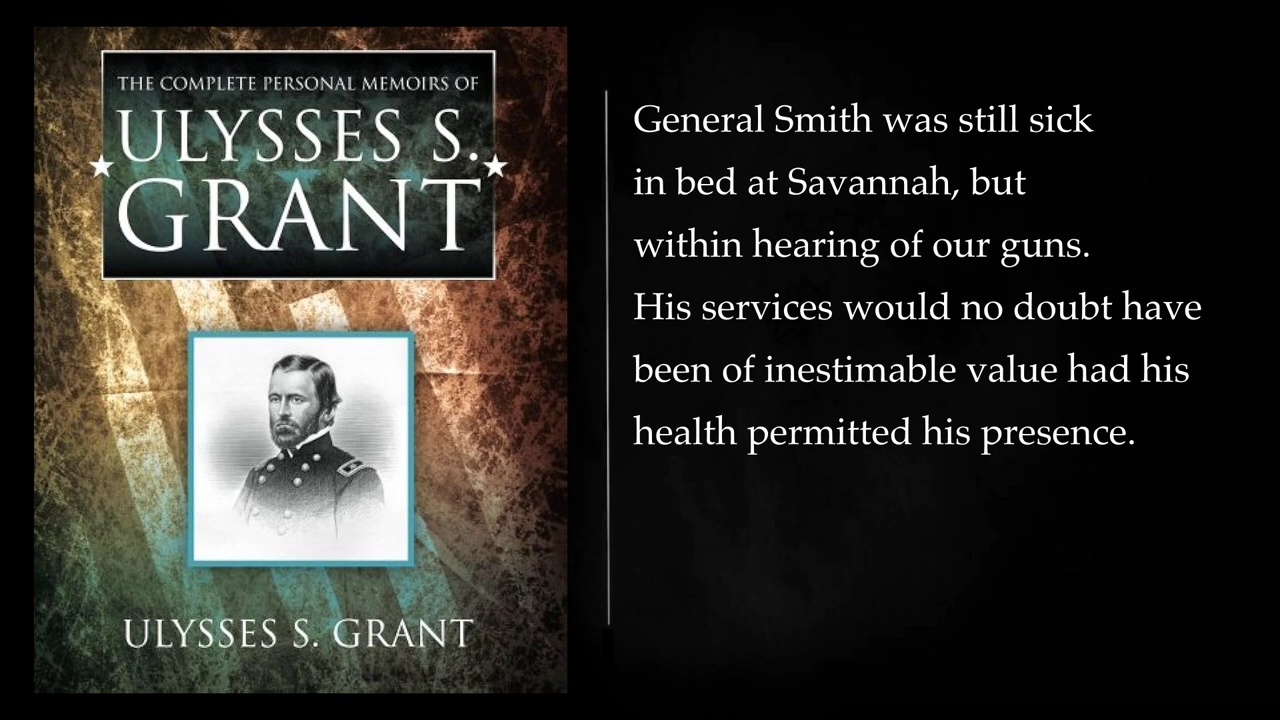 THE COMPLETE PERSONAL MEMOIRS OF
ULYSSES S.
GRANT
ULYSSES S. GRANT
General Smith was still sick
in bed at Savannah, but
within hearing of our guns.
His services would no doubt have
been of inestimable value had his
health permitted his presence.